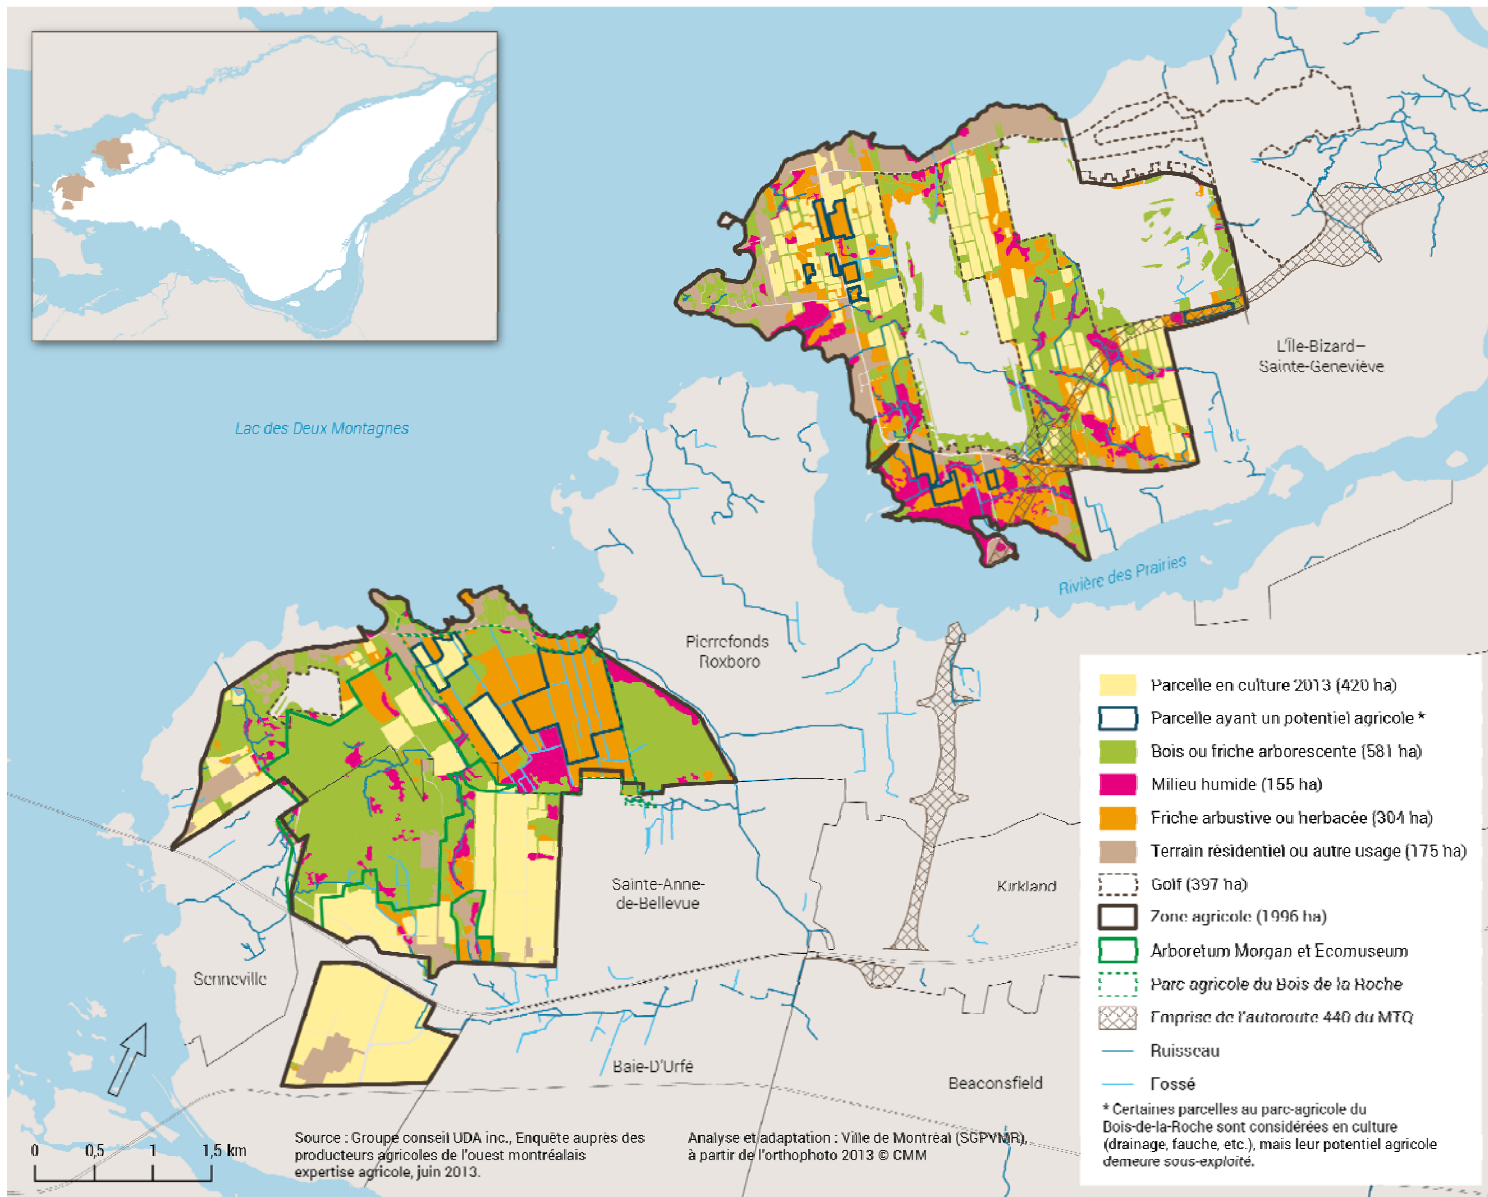 L'Île-Bizard–
Sainte-Geneviève
Lac des Deux Montagnes
Rivière des Prairies
Pierrefonds
Roxboro
Sainte-Anne-
de-Bellevue
Kirkland
Senneville
Baie-D'Urfé
Beaconsfield
Parcelle en culture 2013 (420 ha)
Parcelle ayant un potentiel agricole *
Bois ou friche arborescente (581 ha)
Milieu humide (155 ha)
Friche arbustive ou herbacée (304 ha)
Terrain résidentiel ou autre usage (175 ha)
Golf (397 ha)
Zone agricole (1996 ha)
Arboretum Morgan et Ecomuseum
Parc agricole du Bois de la Roche
Emprise de l'autoroute 440 du MTQ
Ruisseau
Fossé
* Certaines parcelles au parc-agricole du
Bois-de-la-Roche sont considérées en culture
(drainage, fauche, etc.), mais leur potentiel agricole
demeure sous-exploité.
0 0,5 1 1,5 km
Source : Groupe conseil UDA inc., Enquête auprès des
producteurs agricoles de l'ouest montréalais
expertise agricole, juin 2013.
Analyse et adaptation : Ville de Montréal (SGPVMR),
à partir de l'orthophoto 2013 © CMM